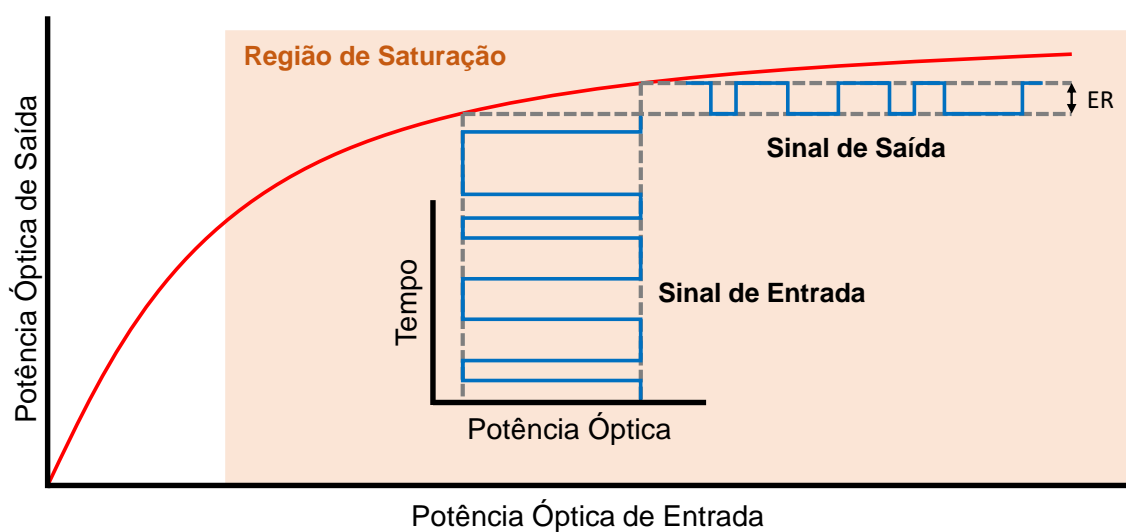 Região de Saturação
ER
Sinal de Saída
Sinal de Entrada
Tempo
Potência Óptica
Potência Óptica de Saída
Potência Óptica de Entrada